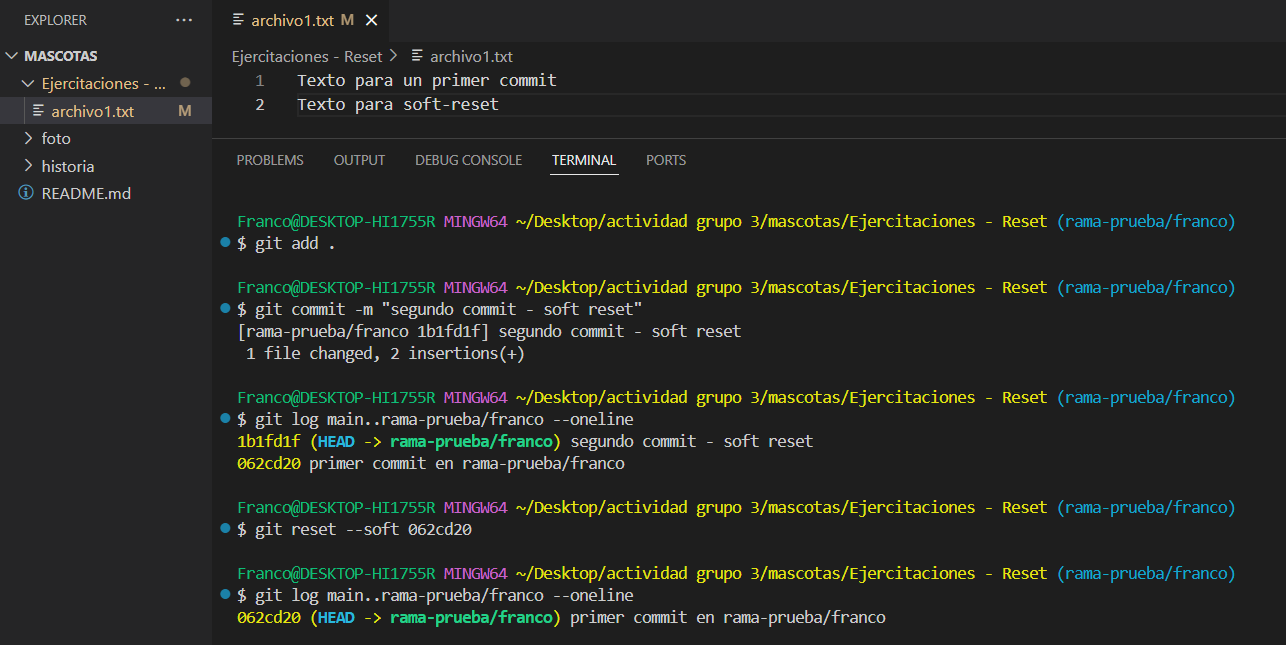 EXPLORER ...
MASCOTAS
Ejercitaciones - ...
archivo1.txt M
foto
historia
README.md
archivo1.txt M
Ejercitaciones - Reset > archivo1.txt
1 Texto para un primer commit
2 Texto para soft-reset
PROBLEMS OUTPUT DEBUG CONSOLE TERMINAL PORTS
Franco@DESKTOP-HI1755R MINGW64 ~/Desktop/actividad grupo 3/mascotas/Ejercitaciones - Reset (rama-prueba/franco)
$ git add .
Franco@DESKTOP-HI1755R MINGW64 ~/Desktop/actividad grupo 3/mascotas/Ejercitaciones - Reset (rama-prueba/franco)
$ git commit -m "segundo commit - soft reset"
[rama-prueba/franco 1b1fd1f] segundo commit - soft reset
1 file changed, 2 insertions(+)
Franco@DESKTOP-HI1755R MINGW64 ~/Desktop/actividad grupo 3/mascotas/Ejercitaciones - Reset (rama-prueba/franco)
$ git log main..rama-prueba/franco --oneline
1b1fd1f (HEAD -> rama-prueba/franco) segundo commit - soft reset
062cd20 primer commit en rama-prueba/franco
Franco@DESKTOP-HI1755R MINGW64 ~/Desktop/actividad grupo 3/mascotas/Ejercitaciones - Reset (rama-prueba/franco)
$ git reset --soft 062cd20
Franco@DESKTOP-HI1755R MINGW64 ~/Desktop/actividad grupo 3/mascotas/Ejercitaciones - Reset (rama-prueba/franco)
$ git log main..rama-prueba/franco --oneline
062cd20 (HEAD -> rama-prueba/franco) primer commit en rama-prueba/franco